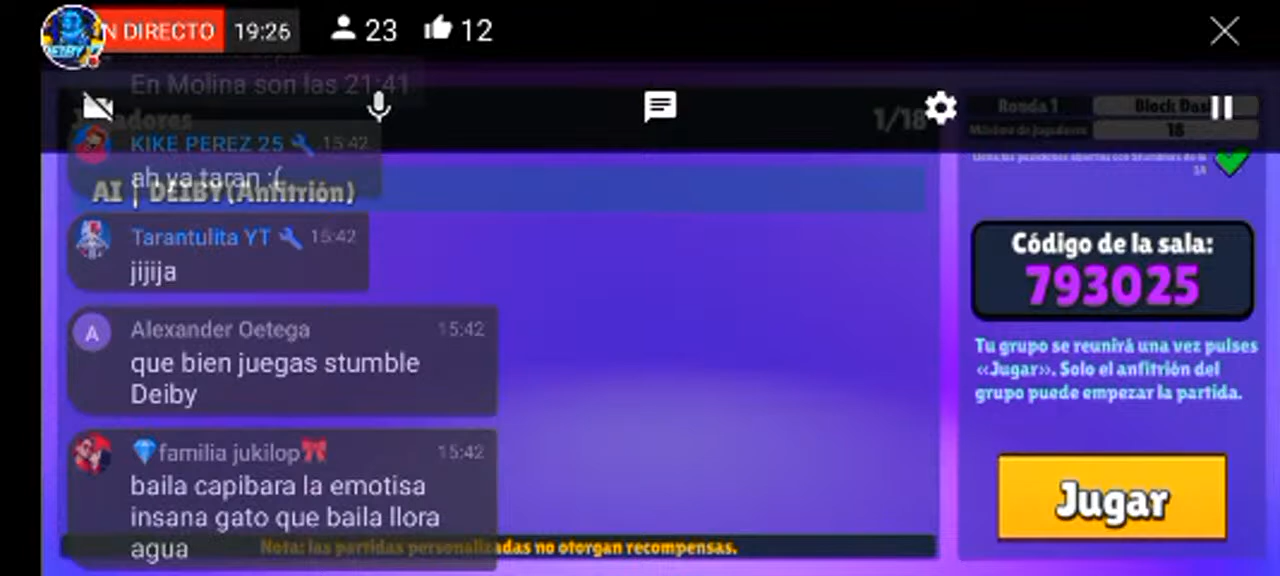 DEIBY YT
N DIRECTO
19:26
23
12
En Molina son las 21:41
Jugadores
1/18
Ronda 1
Block Das
Máximo de jugadores
18
KIKE PEREZ 25 15:42
ah ya taran :(
AI | DEIBY(Anfitrión)
Tarantulita YT 15:42
jijija
Código de la sala:
793025
Alexander Oetega 15:42
que bien juegas stumble
Deiby
Tu grupo se reunirá una vez pulses
«Jugar». Solo el anfitrión del
grupo puede empezar la partida.
familia jukilop 15:42
baila capibara la emotisa
insana gato que baila llora
agua
Jugar
Nota: las partidas personalizadas no otorgan recompensas.